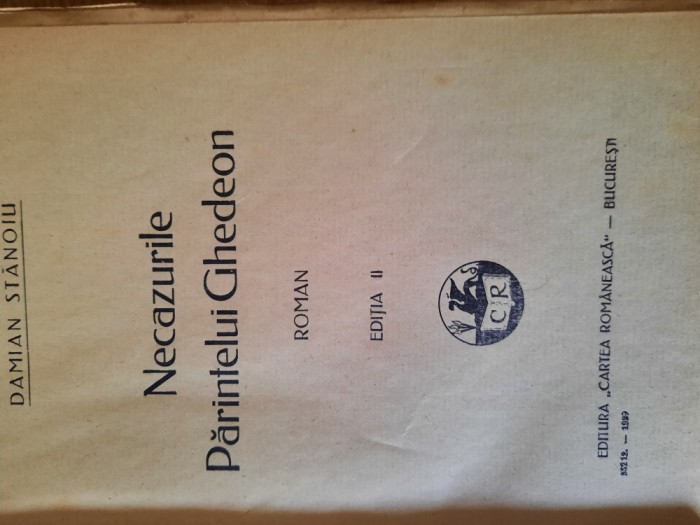 DAMIAN STĂNOIU
Necazurile
Părintelui Ghedeon
ROMAN
EDIȚIA II
CR
EDITURA „CARTEA ROMÂNEASCĂ“ — BUCUREȘTI
— 1939